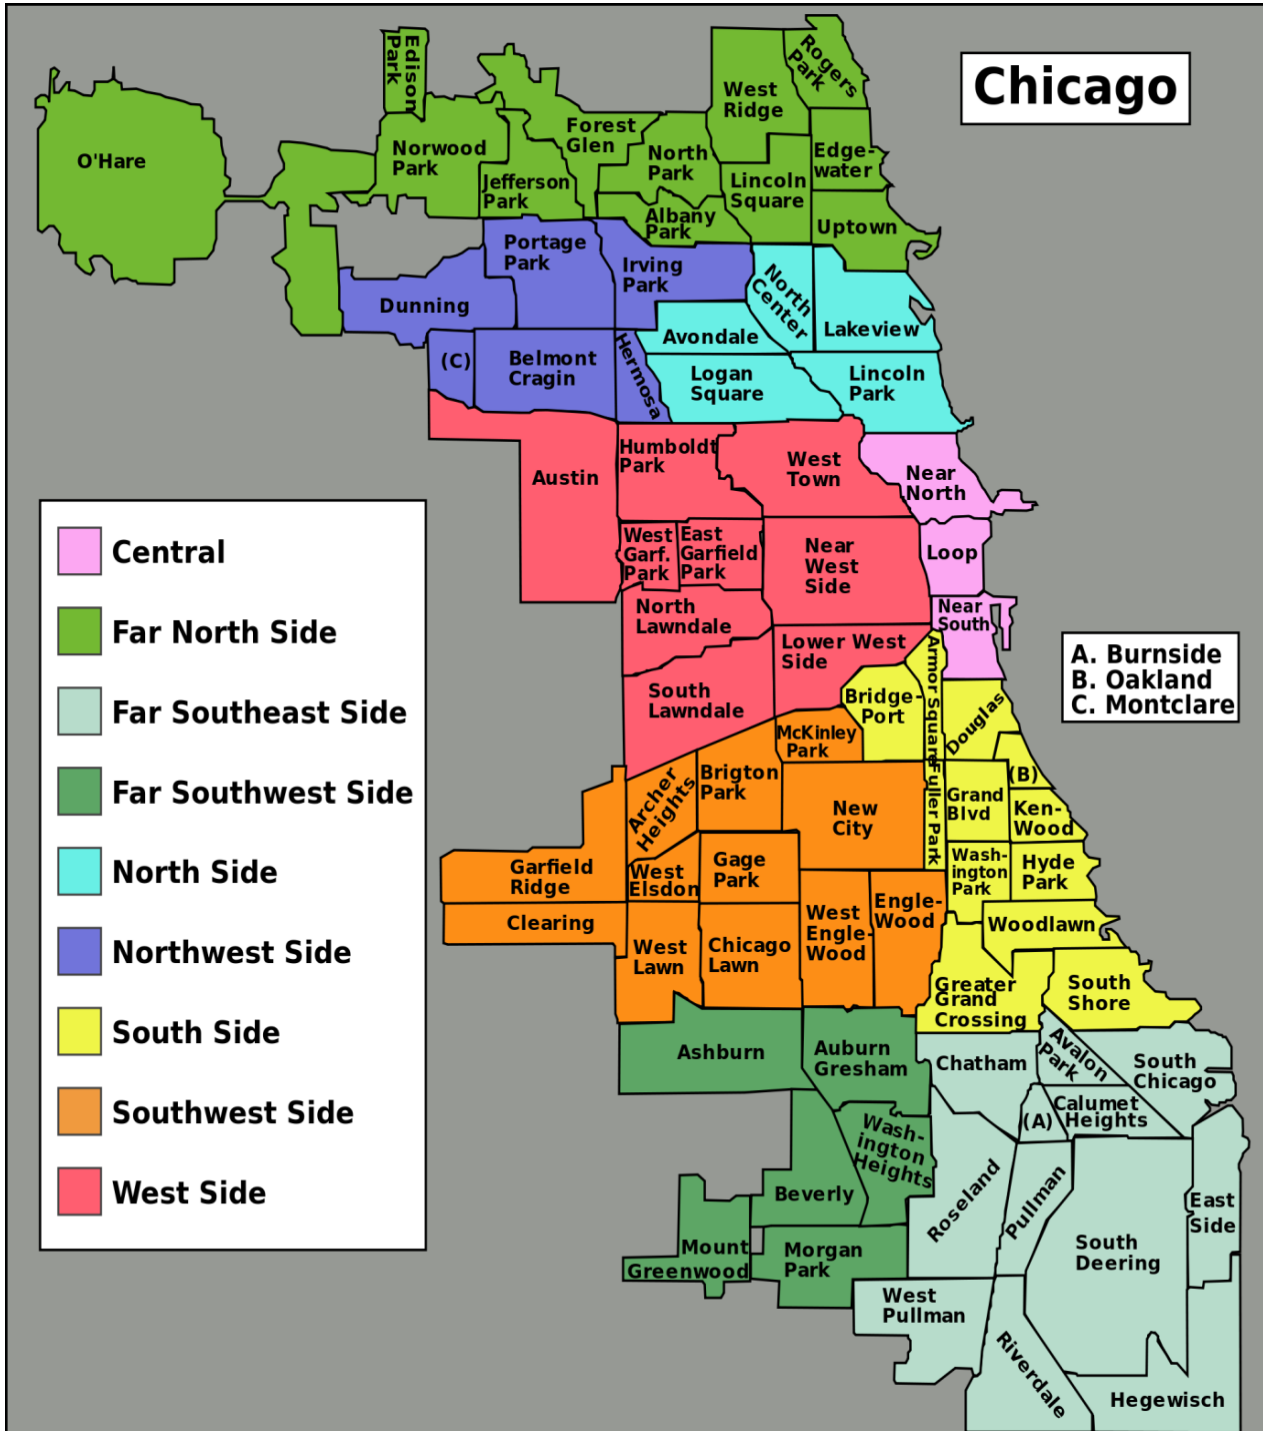 Chicago
Edison
Park
Rogers
Park
West
Ridge
O'Hare
Norwood
Park
Forest
Glen
North
Park
Edge-
water
Jefferson
Park
Lincoln
Square
Albany
Park
Uptown
Portage
Park
Irving
Park
North
Center
Dunning
Lakeview
Avondale
(C)
Belmont
Cragin
Hermosa
Logan
Square
Lincoln
Park
Austin
Humboldt
Park
West
Town
Near
North
West
Garf.
Park
East
Garfield
Park
Near
West
Side
Loop
North
Lawndale
Near
South
Lower West
Side
South
Lawndale
Armor Square
Bridge-
Port
Douglas
McKinley
Park
Archer
Heights
Brigton
Park
New
City
Fuller Park
Grand
Blvd
(B)
Ken-
Wood
Garfield
Ridge
West
Elsdon
Gage
Park
Wash-
ington
Park
Hyde
Park
Clearing
West
Lawn
Chicago
Lawn
West
Engle-
Wood
Engle-
Wood
Woodlawn
Greater
Grand
Crossing
South
Shore
Ashburn
Auburn
Gresham
Chatham
Avalon
Park
South
Chicago
(A)
Calumet
Heights
Wash-
ington
Heights
Beverly
Roseland
Pullman
East
Side
Mount
Greenwood
Morgan
Park
South
Deering
West
Pullman
Riverdale
Hegewisch
Central
Far North Side
Far Southeast Side
Far Southwest Side
North Side
Northwest Side
South Side
Southwest Side
West Side
A. Burnside
B. Oakland
C. Montclare